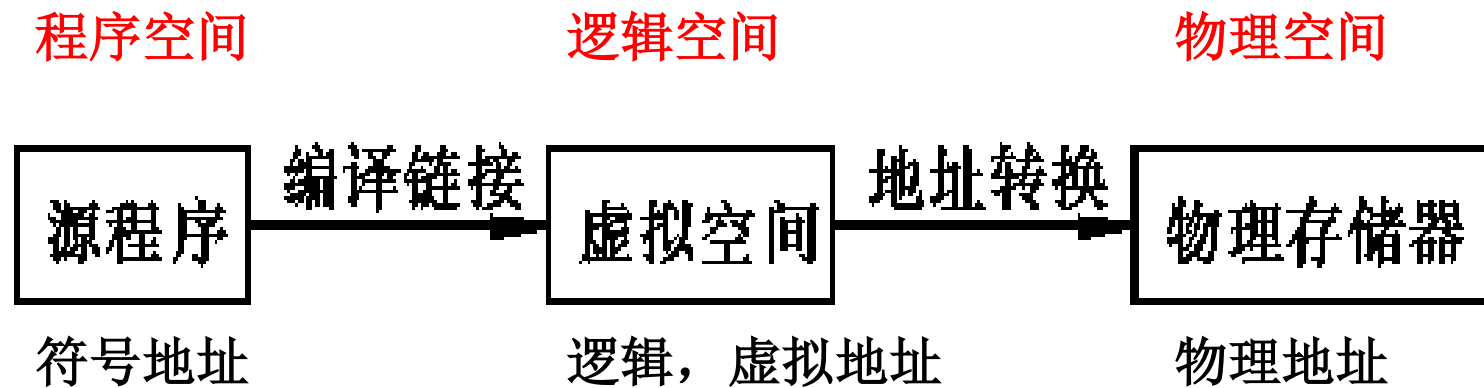 程序空间 逻辑空间 物理空间
编译链接 地址转换
源程序 虚拟空间 物理存储器
符号地址 逻辑，虚拟地址 物理地址